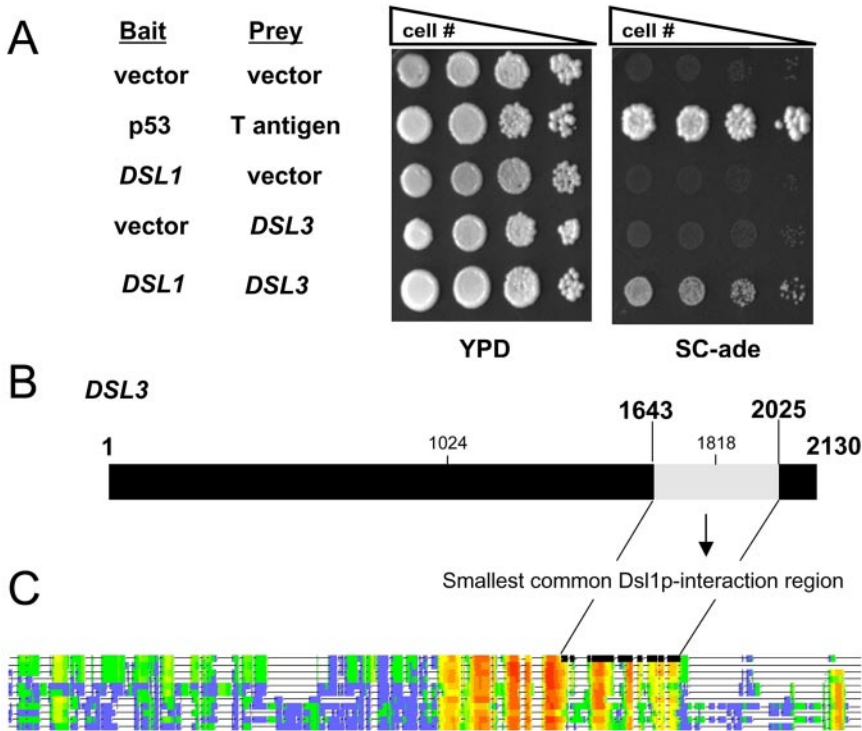 A
Bait Prey
cell # cell #
vector vector
p53 T antigen
DSL1 vector
vector DSL3
DSL1 DSL3
YPD SC-ade
B
DSL3
1 1024 1643 1818 2025 2130
Smallest common Dsl1p-interaction region
C